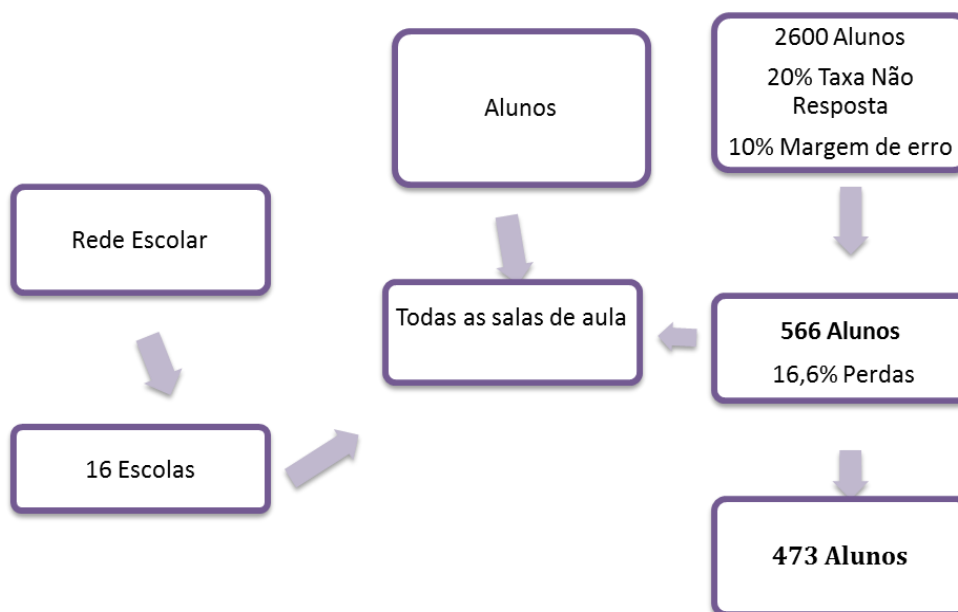 2600 Alunos
20% Taxa Não
Resposta
10% Margem de erro
Alunos
Rede Escolar
Todas as salas de aula
566 Alunos
16,6% Perdas
16 Escolas
473 Alunos